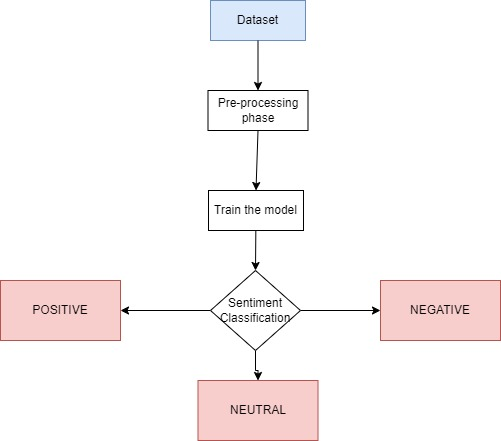 Dataset
Pre-processing
phase
Train the model
Sentiment
Classification
POSITIVE
NEGATIVE
NEUTRAL